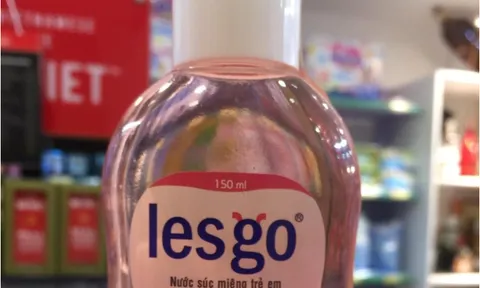 IET
150 ml
lesgo®
Nước súc miệng trẻ em